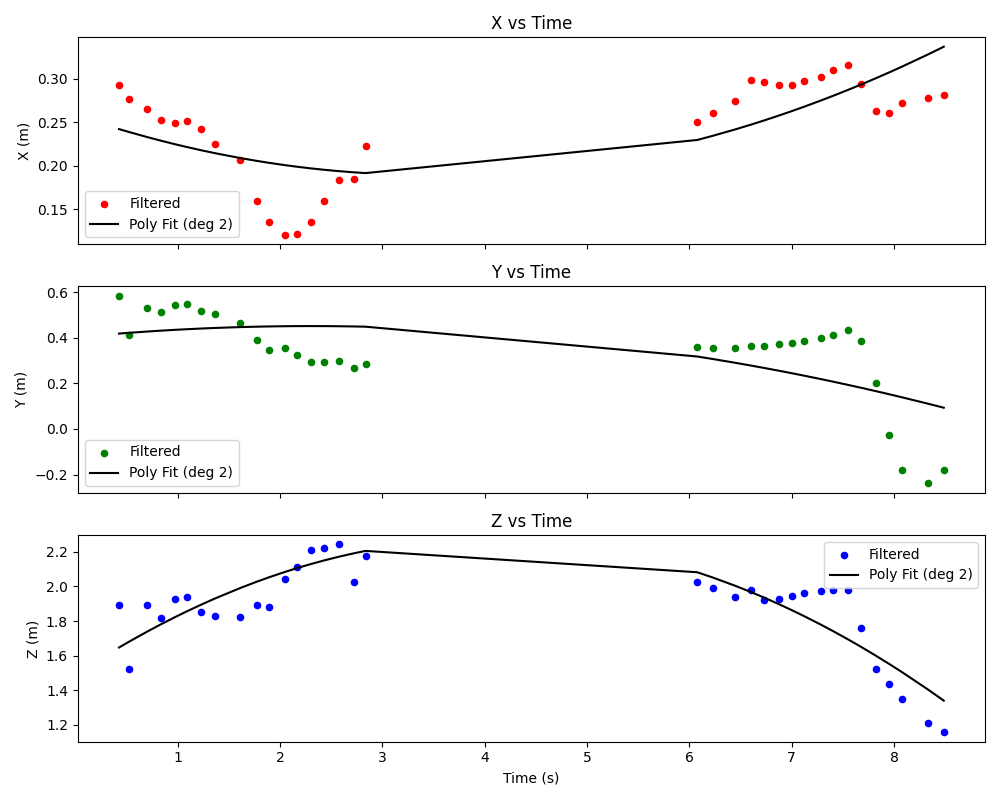 X vs Time
X (m)
0.30
0.25
0.20
0.15
Filtered
Poly Fit (deg 2)
Y vs Time
Y (m)
0.6
0.4
0.2
0.0
−0.2
Filtered
Poly Fit (deg 2)
Z vs Time
Z (m)
2.2
2.0
1.8
1.6
1.4
1.2
Filtered
Poly Fit (deg 2)
1 2 3 4 5 6 7 8
Time (s)